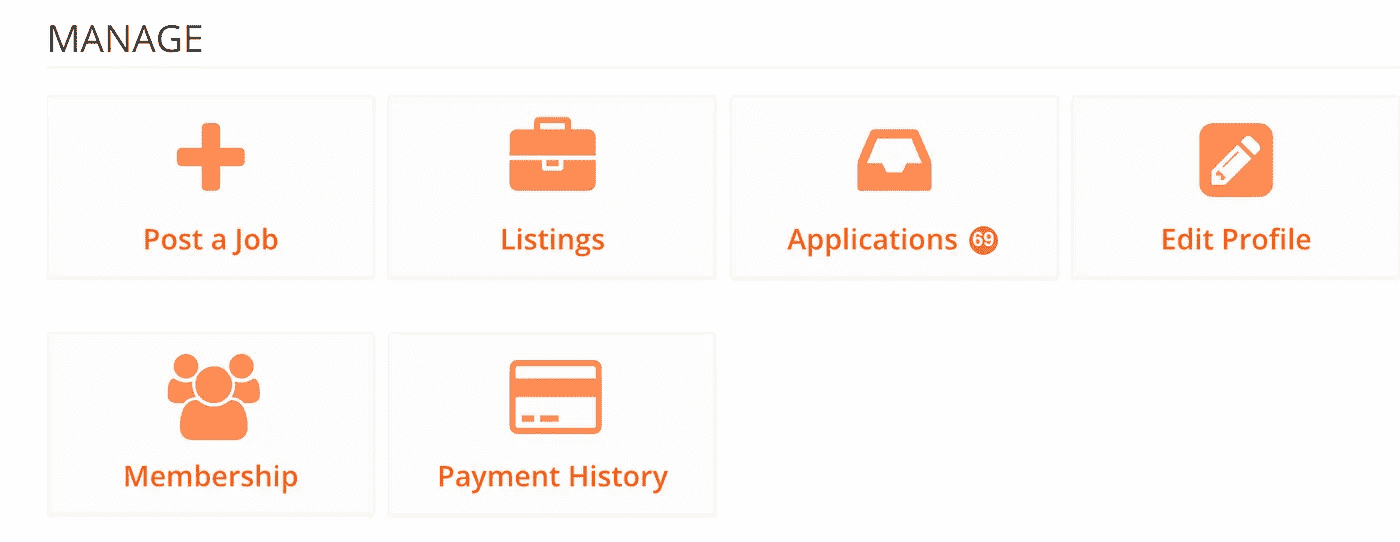 MANAGE
Post a Job
Listings
Applications 69
Edit Profile
Membership
Payment History